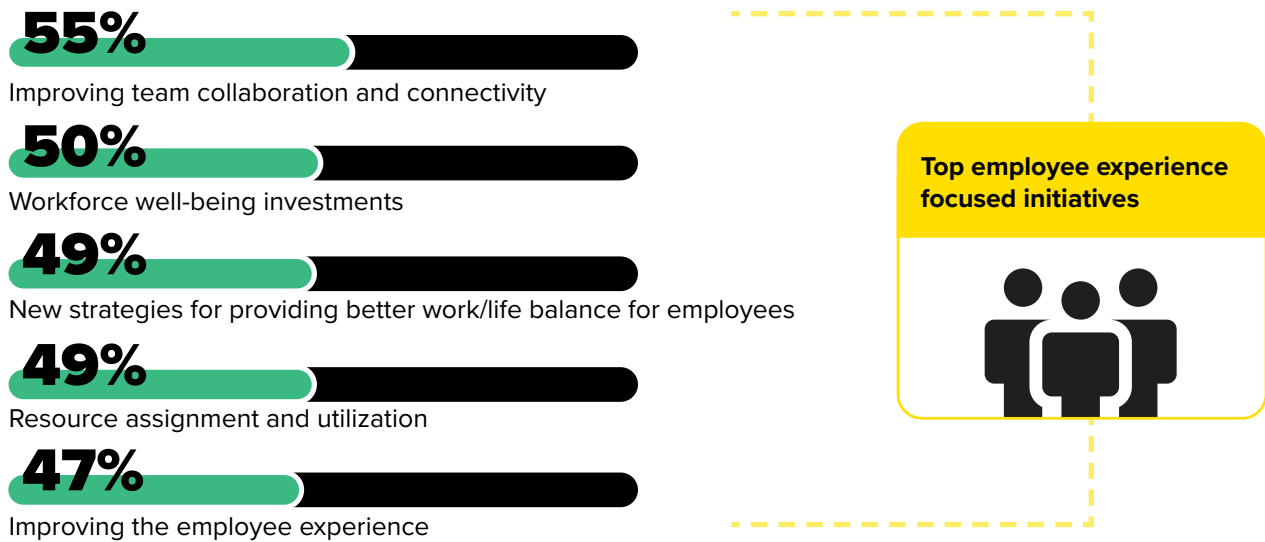 55%
Improving team collaboration and connectivity
50%
Workforce well-being investments
49%
New strategies for providing better work/life balance for employees
49%
Resource assignment and utilization
47%
Improving the employee experience
Top employee experience
focused initiatives